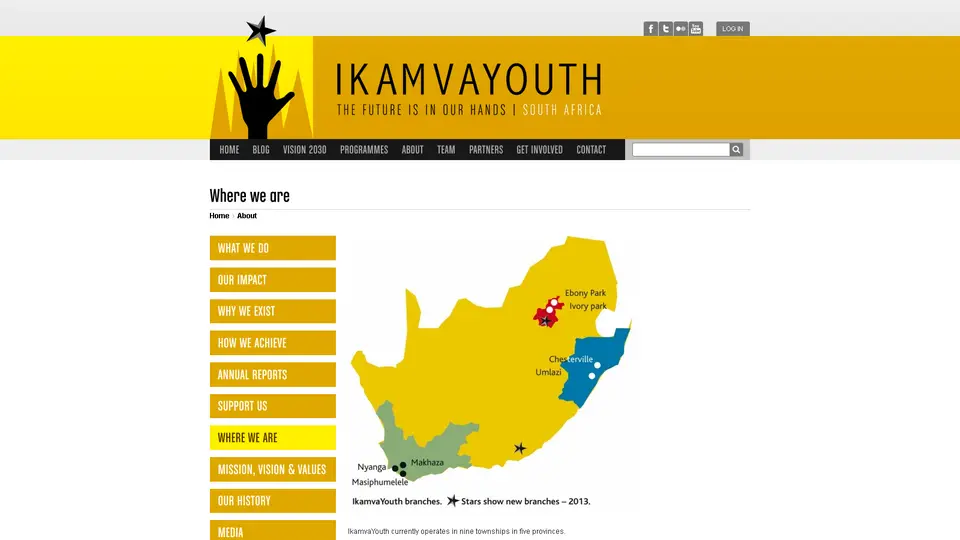 LOG IN
IKAMVAYOUTH
THE FUTURE IS IN OUR HANDS | SOUTH AFRICA
HOME BLOG VISION 2030 PROGRAMMES ABOUT TEAM PARTNERS GET INVOLVED CONTACT
Where we are
Home › About
WHAT WE DO
OUR IMPACT
WHY WE EXIST
HOW WE ACHIEVE
ANNUAL REPORTS
SUPPORT US
WHERE WE ARE
MISSION, VISION & VALUES
OUR HISTORY
MEDIA
Ebony Park
Ivory park
Chesterville
Umlazi
Makhaza
Nyanga
Masiphumelele
IkamvaYouth branches. Stars show new branches – 2013.
IkamvaYouth currently operates in nine townships in five provinces.